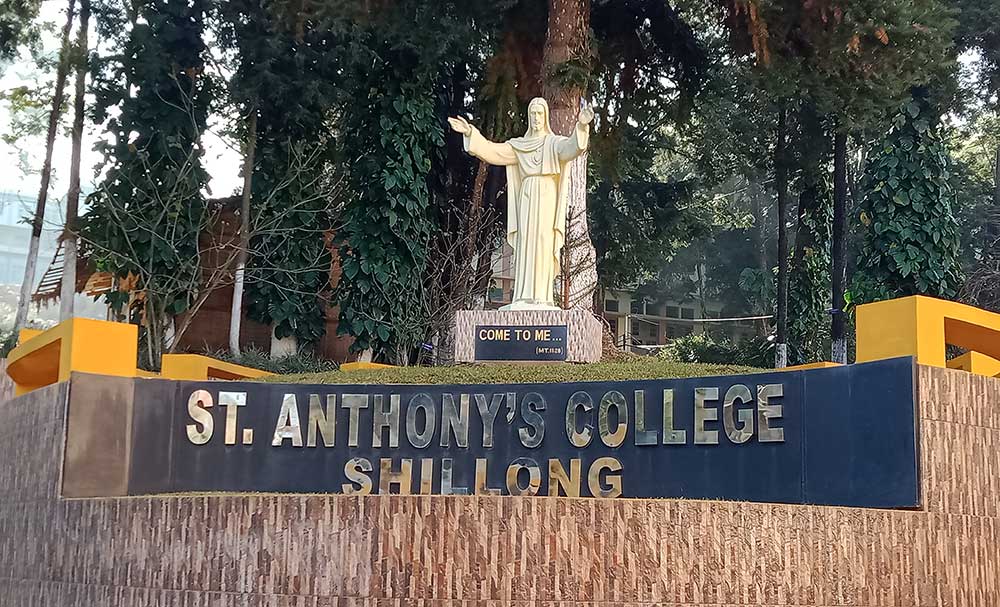 COME TO ME...
(MT.11:28)
ST. ANTHONY'S COLLEGE
SHILLONG